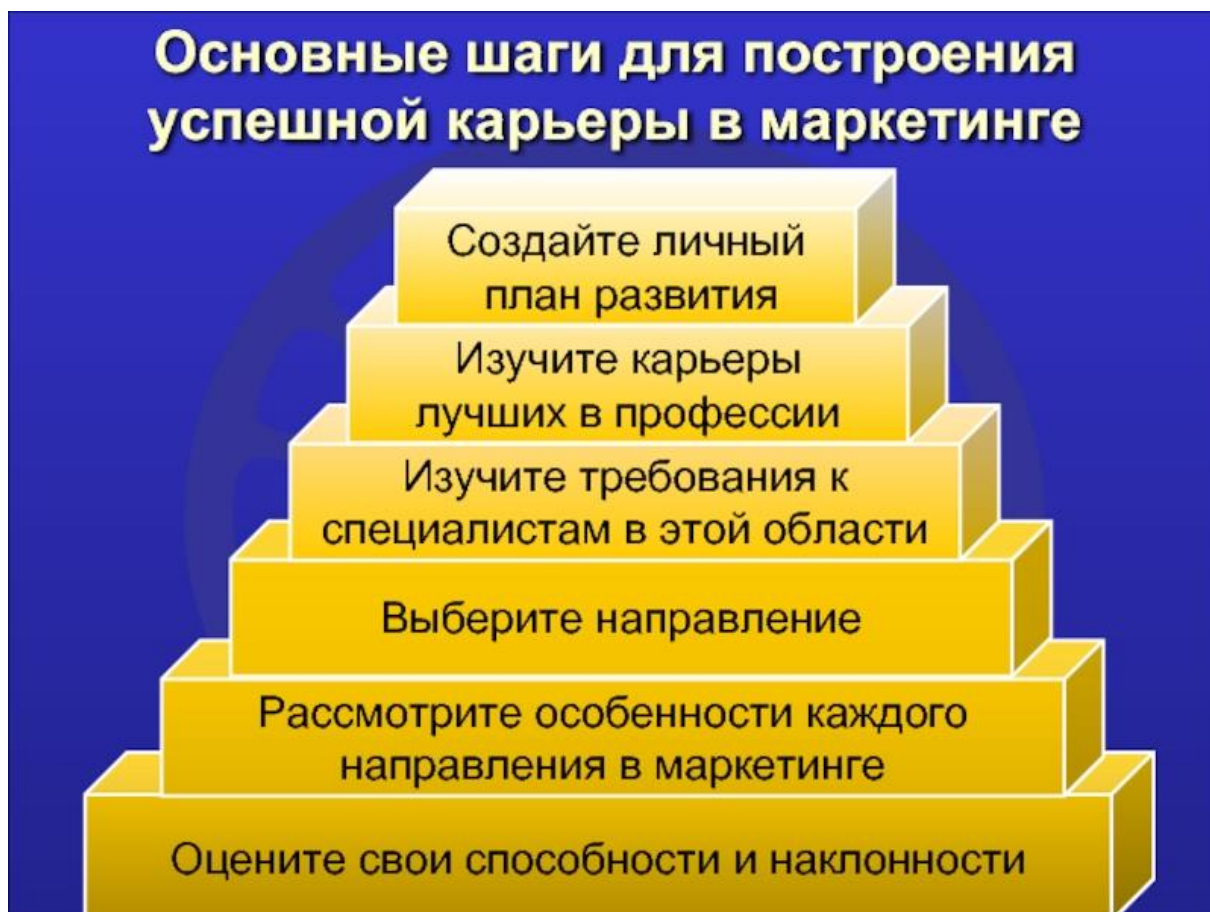 Основные шаги для построения
успешной карьеры в маркетинге
Создайте личный
план развития
Изучите карьеры
лучших в профессии
Изучите требования к
специалистам в этой области
Выберите направление
Рассмотрите особенности каждого
направления в маркетинге
Оцените свои способности и наклонности